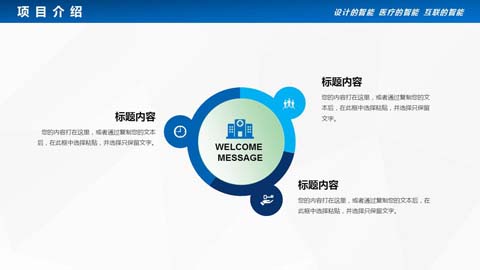 项目介绍
设计的智能 医疗的智能 互联的智能
标题内容
您的内容打在这里，或者通过复制您的文
本后，在此框中选择粘贴，并选择只保留
文字。
标题内容
您的内容打在这里，或者通过复制您的文本
后，在此框中选择粘贴，并选择只保留文字。
WELCOME
MESSAGE
标题内容
您的内容打在这里，或者通过复制您的文本后，在
此框中选择粘贴，并选择只保留文字。